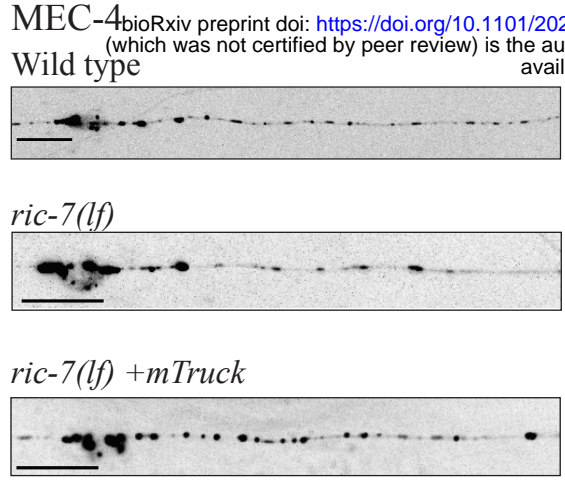 MEC-4
bioRxiv preprint doi: https://doi.org/10.1101/202
(which was not certified by peer review) is the au
Wild type
avail
ric-7(lf)
ric-7(lf) +mTruck